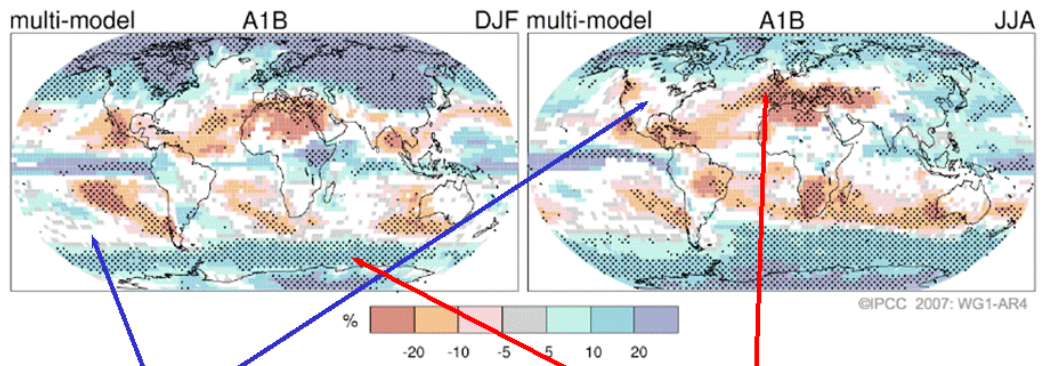 multi-model A1B DJF
multi-model A1B JJA
©IPCC 2007: WG1-AR4
%
-20 -10 -5 5 10 20